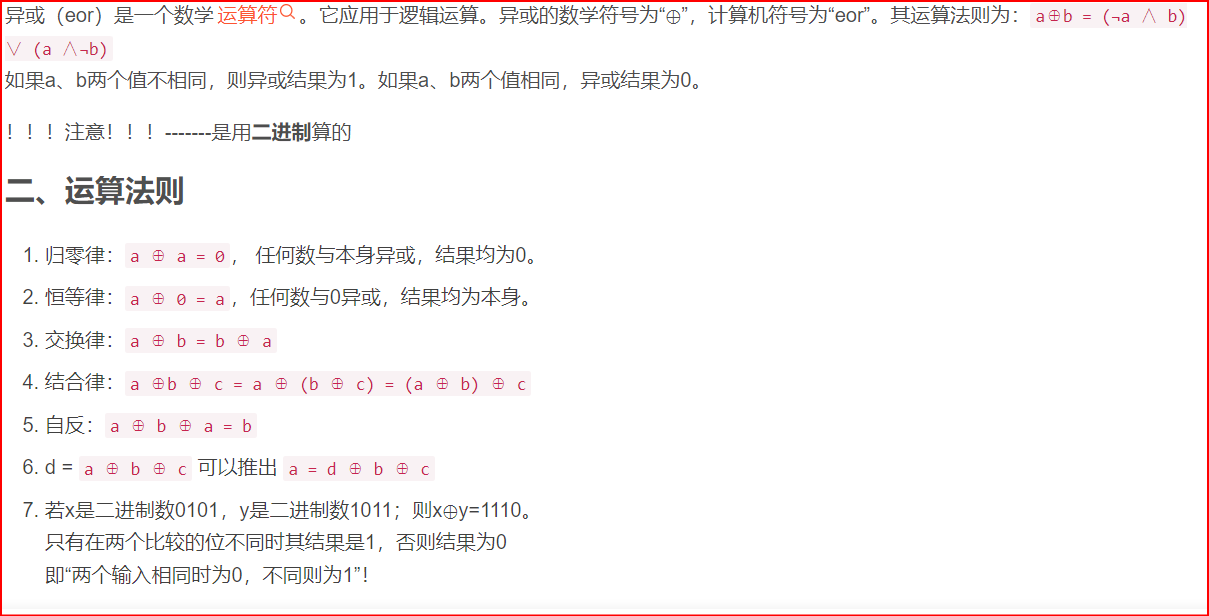 异或（eor）是一个数学 运算符 。它应用于逻辑运算。异或的数学符号为“⊕”，计算机符号为“eor”。其运算法则为： a⊕b = (¬a ∧ b)
∨ (a ∧¬b)
如果a、b两个值不相同，则异或结果为1。如果a、b两个值相同，异或结果为0。
！！！注意！！！-------是用二进制算的
二、运算法则
1. 归零律： a ⊕ a = 0 ， 任何数与本身异或，结果均为0。
2. 恒等律： a ⊕ 0 = a ，任何数与0异或，结果均为本身。
3. 交换律： a ⊕ b = b ⊕ a
4. 结合律： a ⊕b ⊕ c = a ⊕ (b ⊕ c) = (a ⊕ b) ⊕ c
5. 自反： a ⊕ b ⊕ a = b
6. d = a ⊕ b ⊕ c 可以推出 a = d ⊕ b ⊕ c
7. 若x是二进制数0101，y是二进制数1011；则x⊕y=1110。
只有在两个比较的位不同时其结果是1，否则结果为0
即“两个输入相同时为0，不同则为1”！